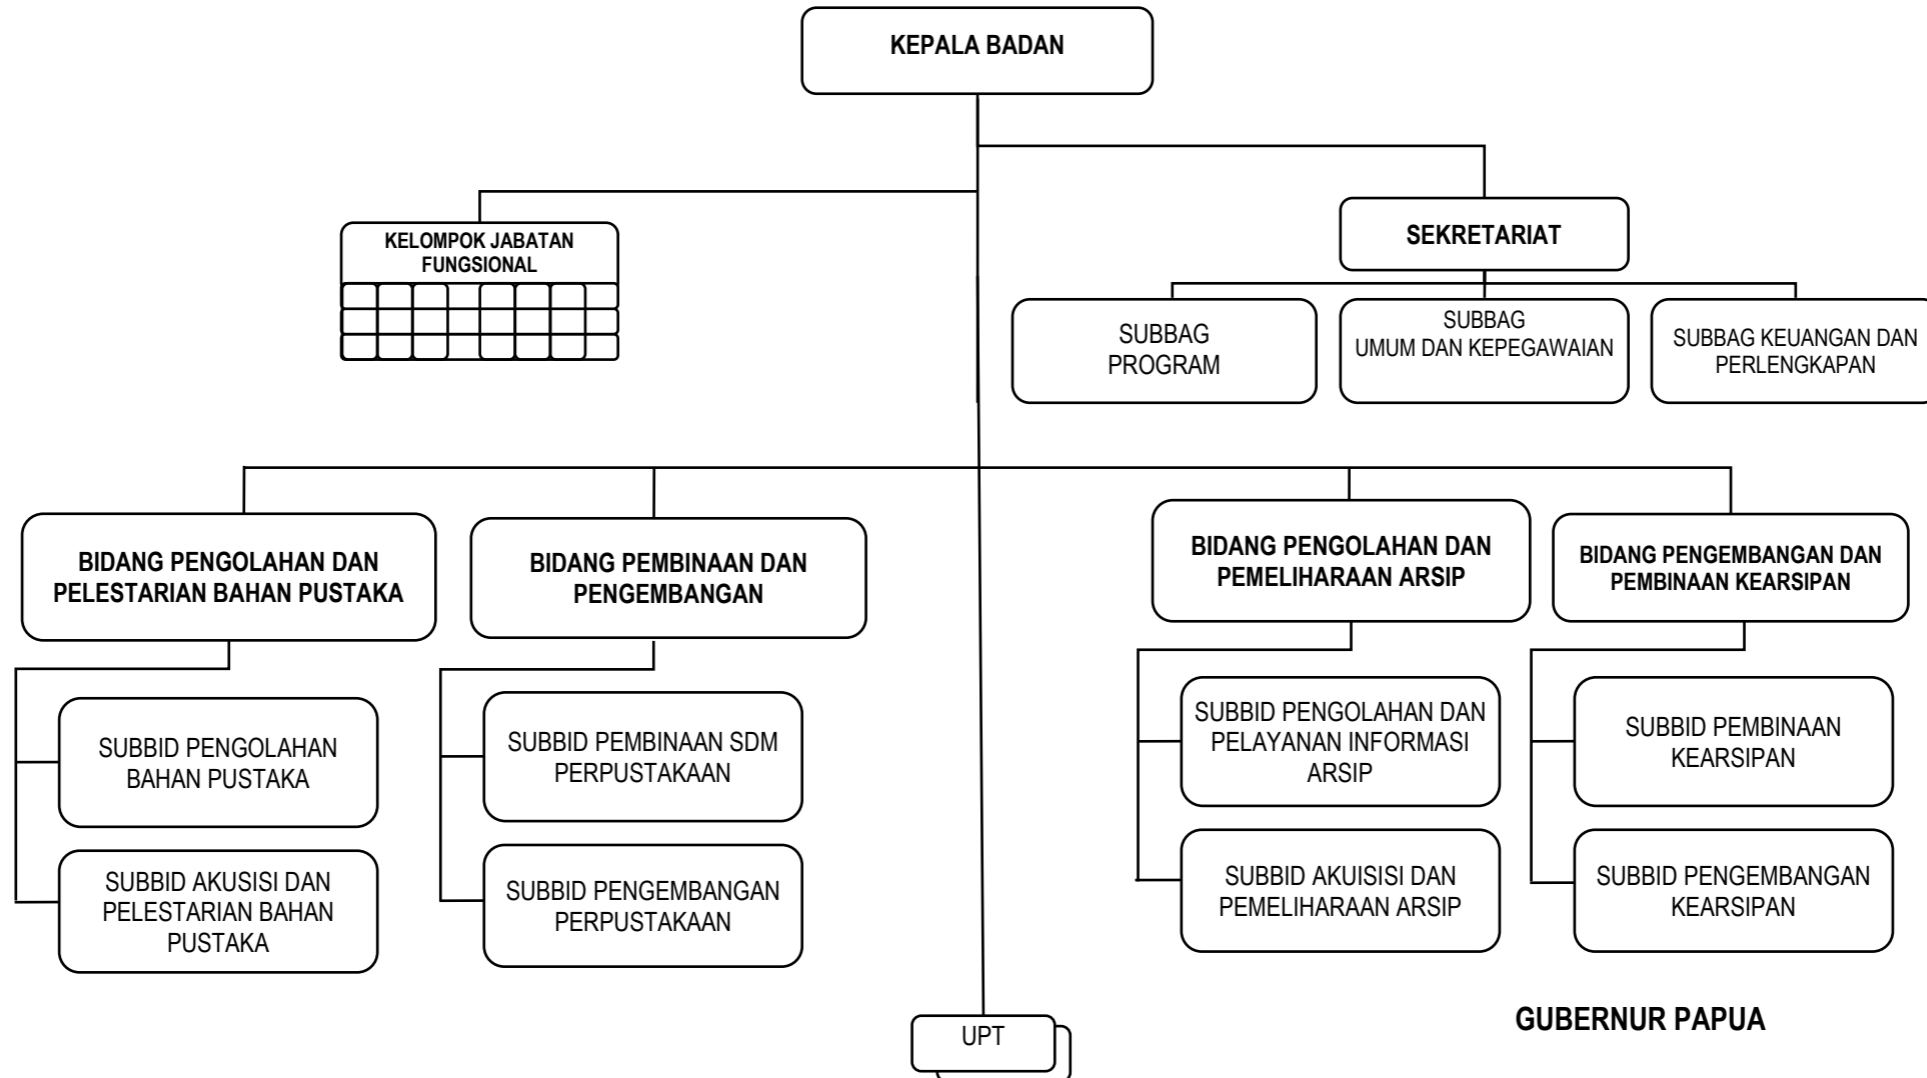 KEPALA BADAN
KELOMPOK JABATAN
FUNGSIONAL
SEKRETARIAT
SUBBAG
PROGRAM
SUBBAG
UMUM DAN KEPEGAWAIAN
SUBBAG KEUANGAN DAN
PERLENGKAPAN
BIDANG PENGOLAHAN DAN
PELESTARIAN BAHAN PUSTAKA
BIDANG PEMBINAAN DAN
PENGEMBANGAN
BIDANG PENGOLAHAN DAN
PEMELIHARAAN ARSIP
BIDANG PENGEMBANGAN DAN
PEMBINAAN KEARSIPAN
SUBBID PENGOLAHAN
BAHAN PUSTAKA
SUBBID PEMBINAAN SDM
PERPUSTAKAAN
SUBBID PENGOLAHAN DAN
PELAYANAN INFORMASI
ARSIP
SUBBID PEMBINAAN
KEARSIPAN
SUBBID AKUSISI DAN
PELESTARIAN BAHAN
PUSTAKA
SUBBID PENGEMBANGAN
PERPUSTAKAAN
SUBBID AKUISISI DAN
PEMELIHARAAN ARSIP
SUBBID PENGEMBANGAN
KEARSIPAN
UPT
GUBERNUR PAPUA